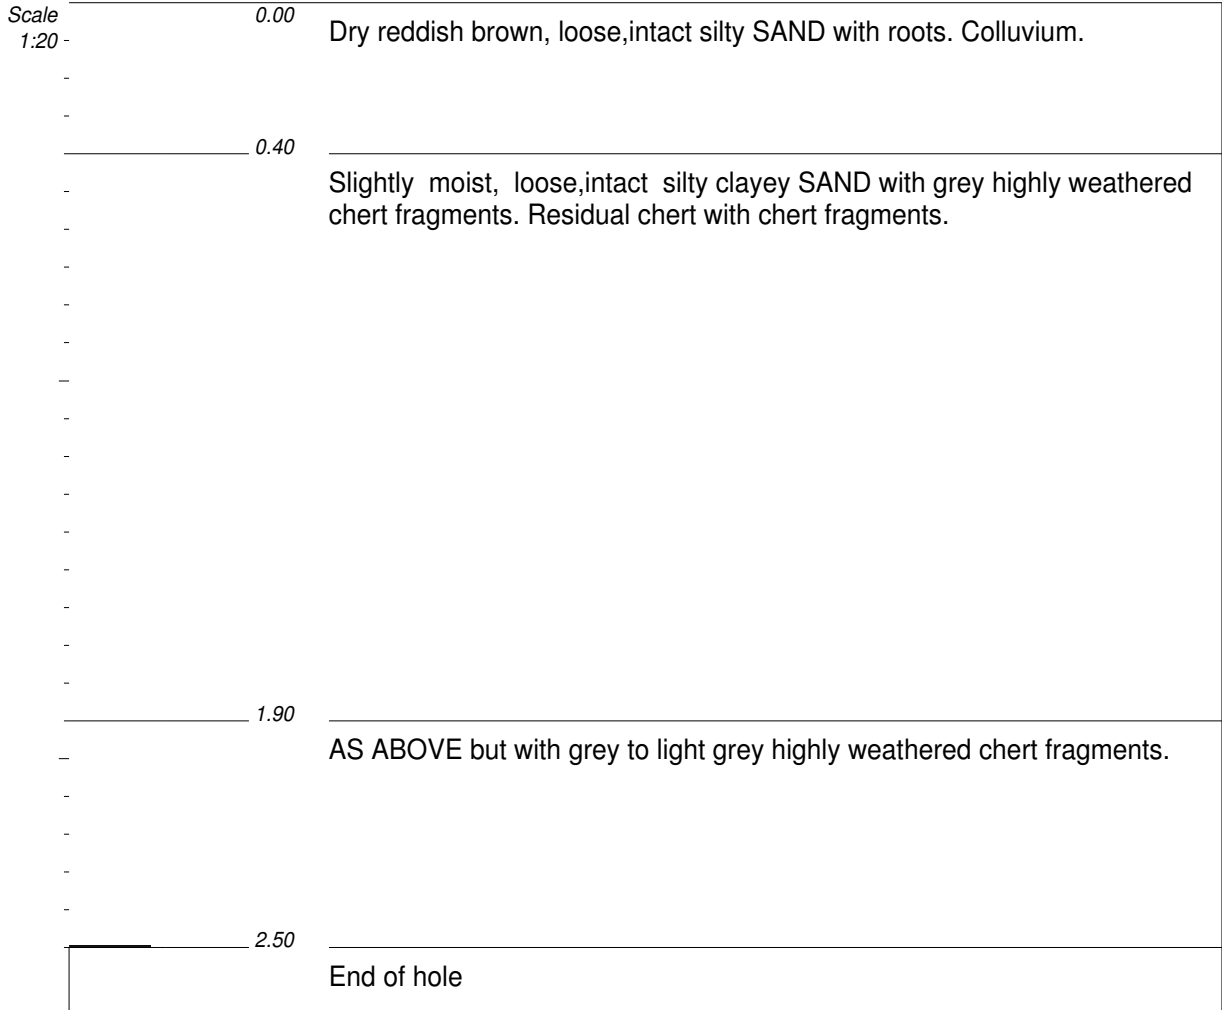 Scale
1:20
0.00
Dry reddish brown, loose,intact silty SAND with roots. Colluvium.
0.40
Slightly moist, loose,intact silty clayey SAND with grey highly weathered
chert fragments. Residual chert with chert fragments.
1.90
AS ABOVE but with grey to light grey highly weathered chert fragments.
2.50
End of hole